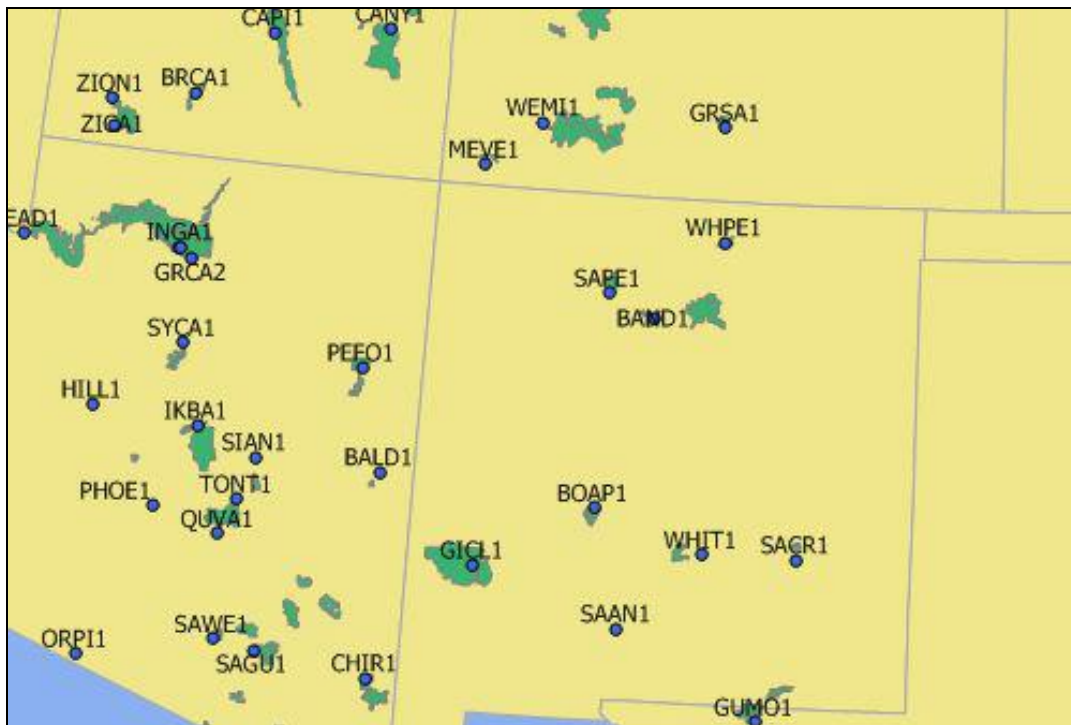 CAPI1
CANY1
ZION1
BRCA1
ZICA1
WEMI1
GRSA1
MEVE1
EAD1
INGA1
GRCA2
WHPE1
SAPE1
BAND1
SYCA1
PEFO1
HILL1
IKBA1
SIAN1
BALD1
PHOE1
TONT1
QUVA1
BOAP1
GICL1
WHIT1
SACR1
SAWE1
SAAN1
ORPI1
SAGU1
CHIR1
GUMO1